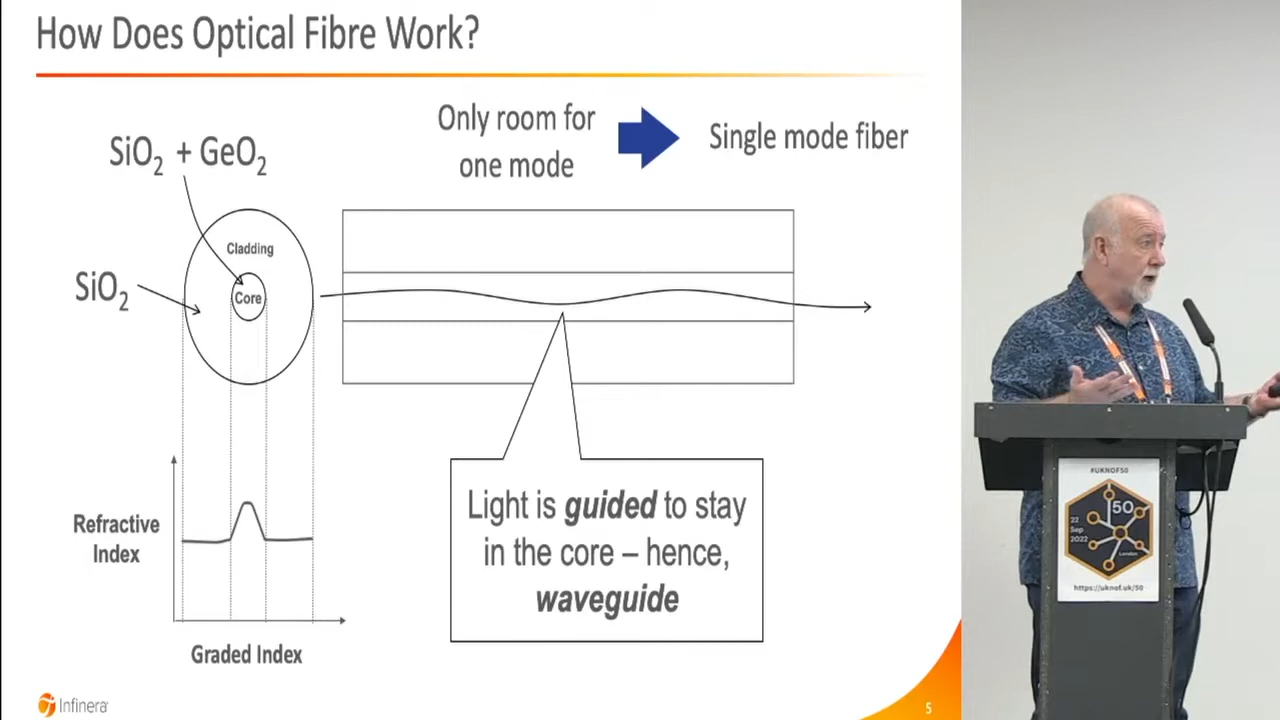 How Does Optical Fibre Work?
Only room for
one mode
Single mode fiber
SiO₂ + GeO₂
Cladding
SiO₂
Core
Refractive
Index
Graded Index
Light is guided to stay
in the core – hence,
waveguide
Infinera
5
#UKNOF50
50
22
Sep
2022
London
https://uknof.uk/50